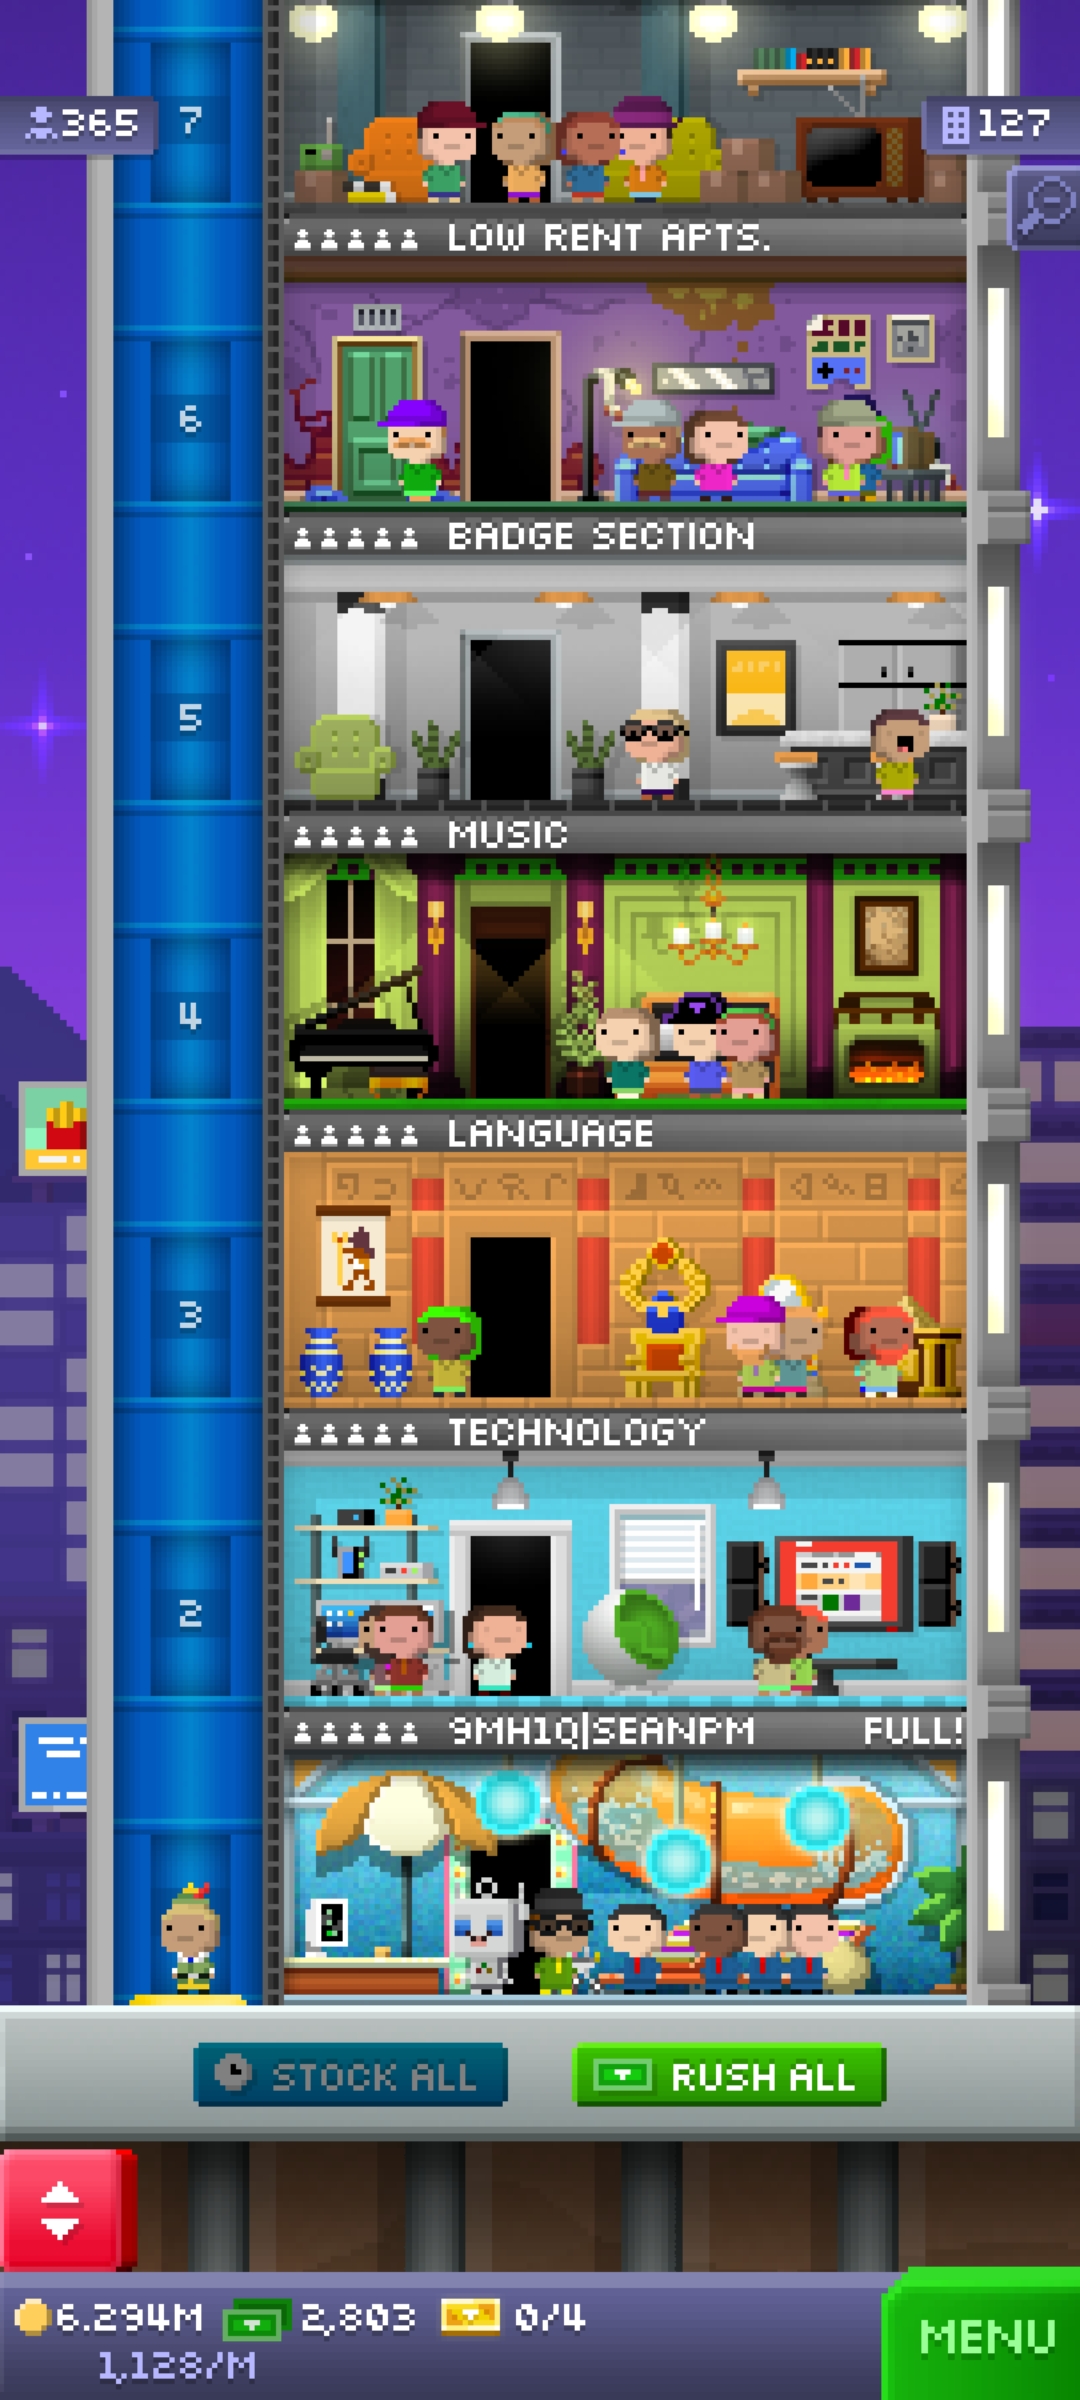 7
365
127
LOW RENT APTS.
6
BADGE SECTION
5
MUSIC
4
LANGUAGE
3
TECHNOLOGY
2
9MH1Q|SEANPM FULL!
STOCK ALL
RUSH ALL
6.294M 2,803 0/4
1,128/M
MENU